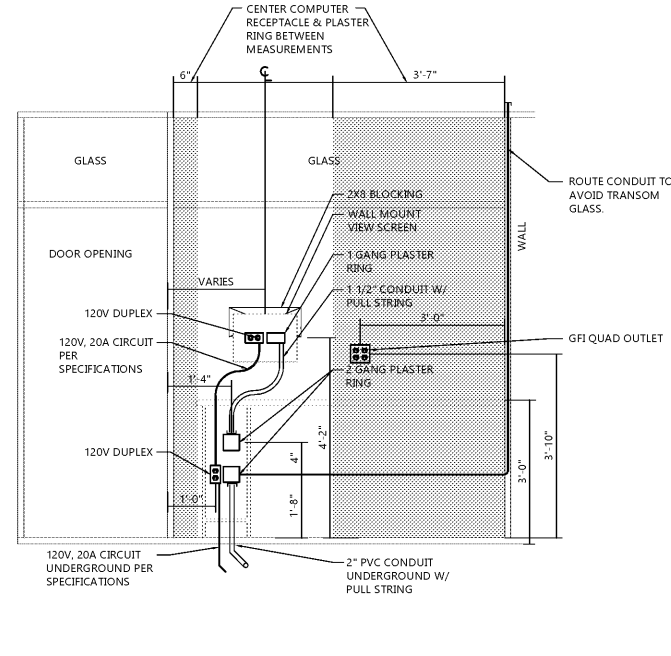 CENTER COMPUTER
RECEPTACLE & PLASTER
RING BETWEEN
MEASUREMENTS
6"
℄
3'-7"
GLASS
GLASS
ROUTE CONDUIT TO
AVOID TRANSOM
GLASS.
2X8 BLOCKING
WALL MOUNT
VIEW SCREEN
WALL
DOOR OPENING
1 GANG PLASTER
RING
VARIES
1 1/2" CONDUIT W/
PULL STRING
120V DUPLEX
3'-0"
120V, 20A CIRCUIT
PER
SPECIFICATIONS
GFI QUAD OUTLET
2 GANG PLASTER
RING
1'-4"
4'-2"
3'-10"
120V DUPLEX
4"
3'-0"
1'-0"
1'-8"
120V, 20A CIRCUIT
UNDERGROUND PER
SPECIFICATIONS
2" PVC CONDUIT
UNDERGROUND W/
PULL STRING